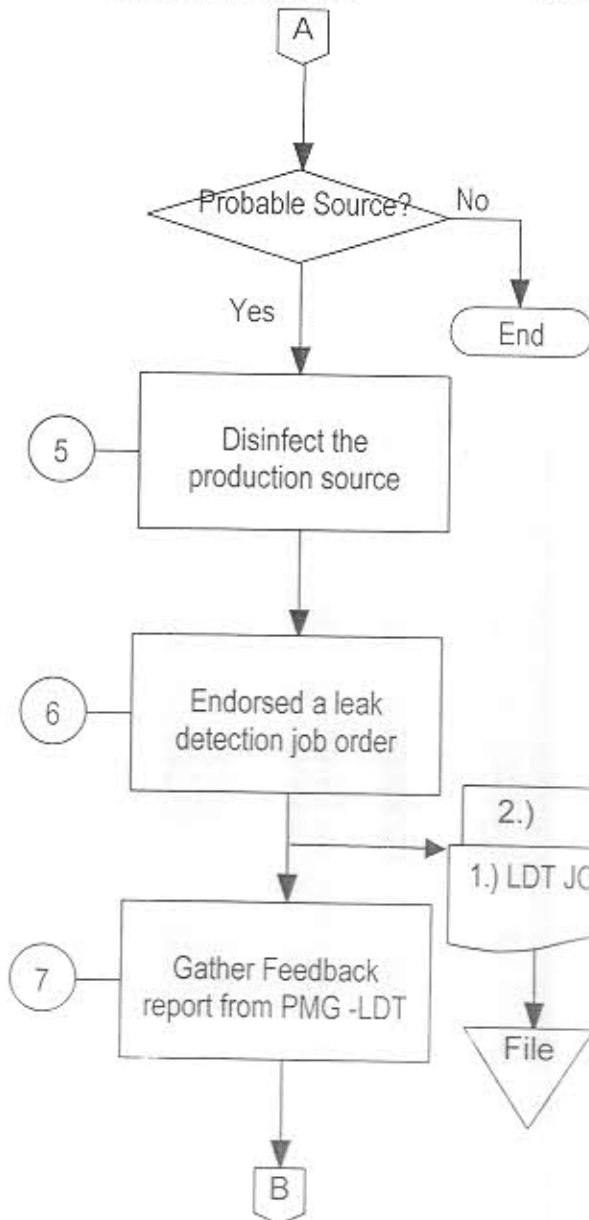 A
Probable Source?
No
Yes
End
5
Disinfect the
production source
6
Endorsed a leak
detection job order
2.)
1.) LDT JO
7
Gather Feedback
report from PMG -LDT
File
B